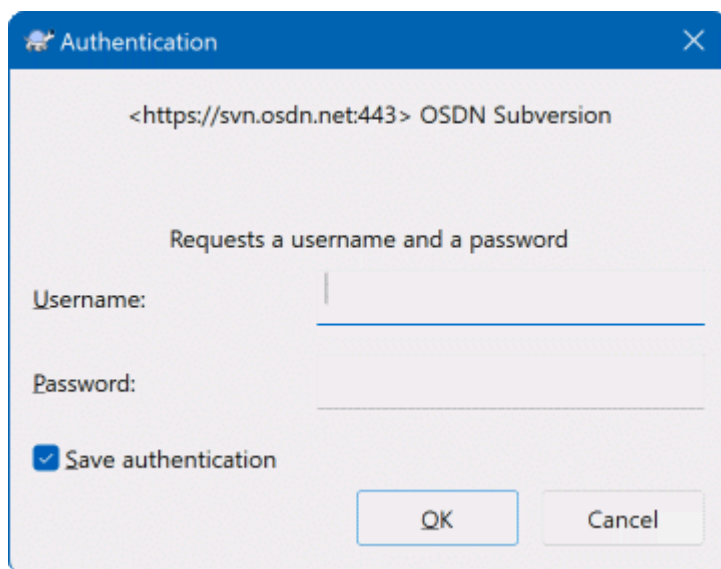 Authentication
<https://svn.osdn.net:443> OSDN Subversion
Requests a username and a password
Username:
Password:
Save authentication
OK Cancel